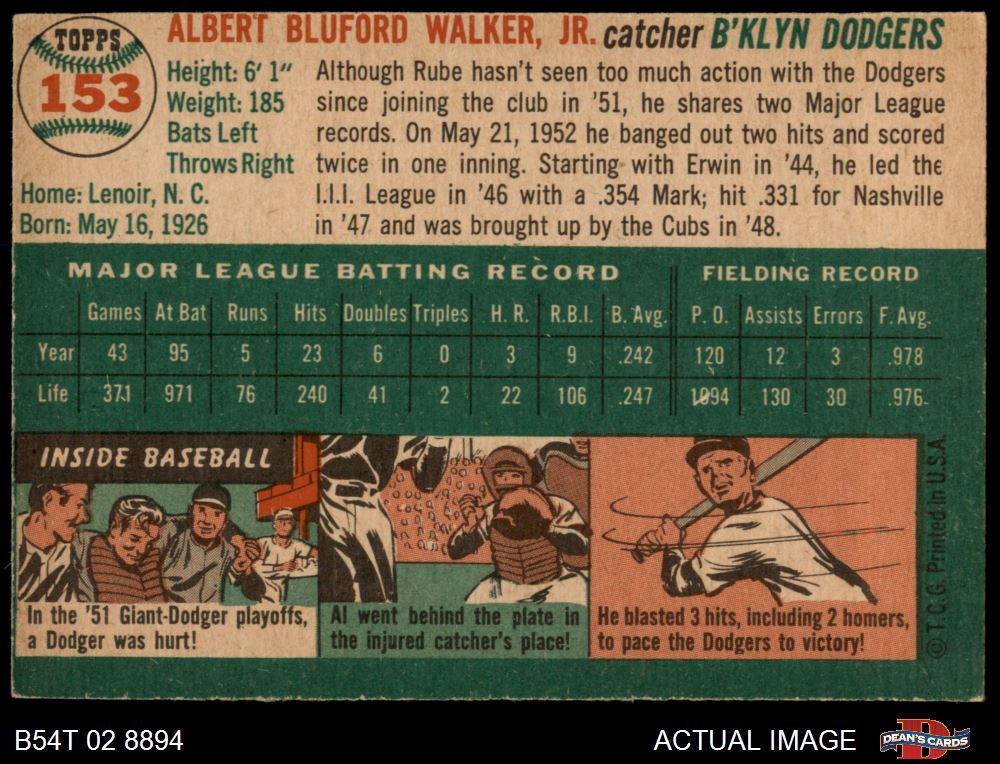 TOPPS
153
ALBERT BLUFORD WALKER, JR. catcher B'KLYN DODGERS
Height: 6' 1"
Weight: 185
Bats Left
Throws Right
Home: Lenoir, N. C.
Born: May 16, 1926
Although Rube hasn't seen too much action with the Dodgers
since joining the club in '51, he shares two Major League
records. On May 21, 1952 he banged out two hits and scored
twice in one inning. Starting with Erwin in '44, he led the
I.I.I. League in '46 with a .354 Mark; hit .331 for Nashville
in '47 and was brought up by the Cubs in '48.
MAJOR LEAGUE BATTING RECORD FIELDING RECORD
Games At Bat Runs Hits Doubles Triples H. R. R.B.I. B. Avg. P. O. Assists Errors F. Avg.
Year 43 95 5 23 6 0 3 9 .242 120 12 3 .978
Life 371 971 76 240 41 2 22 106 .247 1094 130 30 .976
INSIDE BASEBALL
In the '51 Giant-Dodger playoffs,
a Dodger was hurt!
Al went behind the plate in
the injured catcher's place!
He blasted 3 hits, including 2 homers,
to pace the Dodgers to victory!
© T.C.G. Printed in U.S.A.
B54T 02 8894
ACTUAL IMAGE
D
DEAN'S CARDS